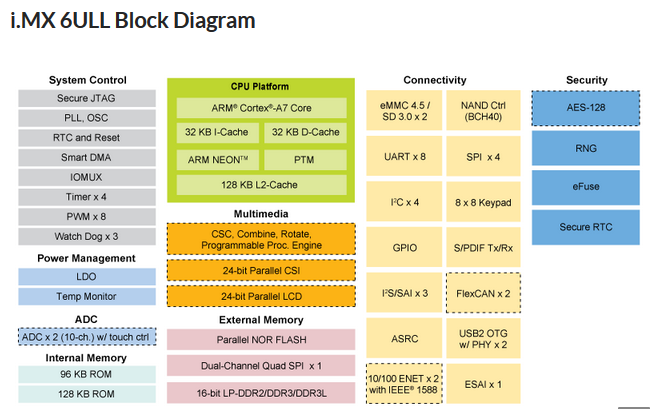 i.MX 6ULL Block Diagram
System Control
Secure JTAG
PLL, OSC
RTC and Reset
Smart DMA
IOMUX
Timer x 4
PWM x 8
Watch Dog x 3
Power Management
LDO
Temp Monitor
ADC
ADC x 2 (10-ch.) w/ touch ctrl
Internal Memory
96 KB ROM
128 KB ROM
CPU Platform
ARM® Cortex®-A7 Core
32 KB I-Cache
32 KB D-Cache
ARM NEON™
PTM
128 KB L2-Cache
Multimedia
CSC, Combine, Rotate,
Programmable Proc. Engine
24-bit Parallel CSI
24-bit Parallel LCD
External Memory
Parallel NOR FLASH
Dual-Channel Quad SPI x 1
16-bit LP-DDR2/DDR3/DDR3L
Connectivity
eMMC 4.5 /
SD 3.0 x 2
NAND Ctrl
(BCH40)
UART x 8
SPI x 4
I²C x 4
8 x 8 Keypad
GPIO
S/PDIF Tx/Rx
I²S/SAI x 3
FlexCAN x 2
ASRC
USB2 OTG
w/ PHY x 2
10/100 ENET x 2
with IEEE® 1588
ESAI x 1
Security
AES-128
RNG
eFuse
Secure RTC